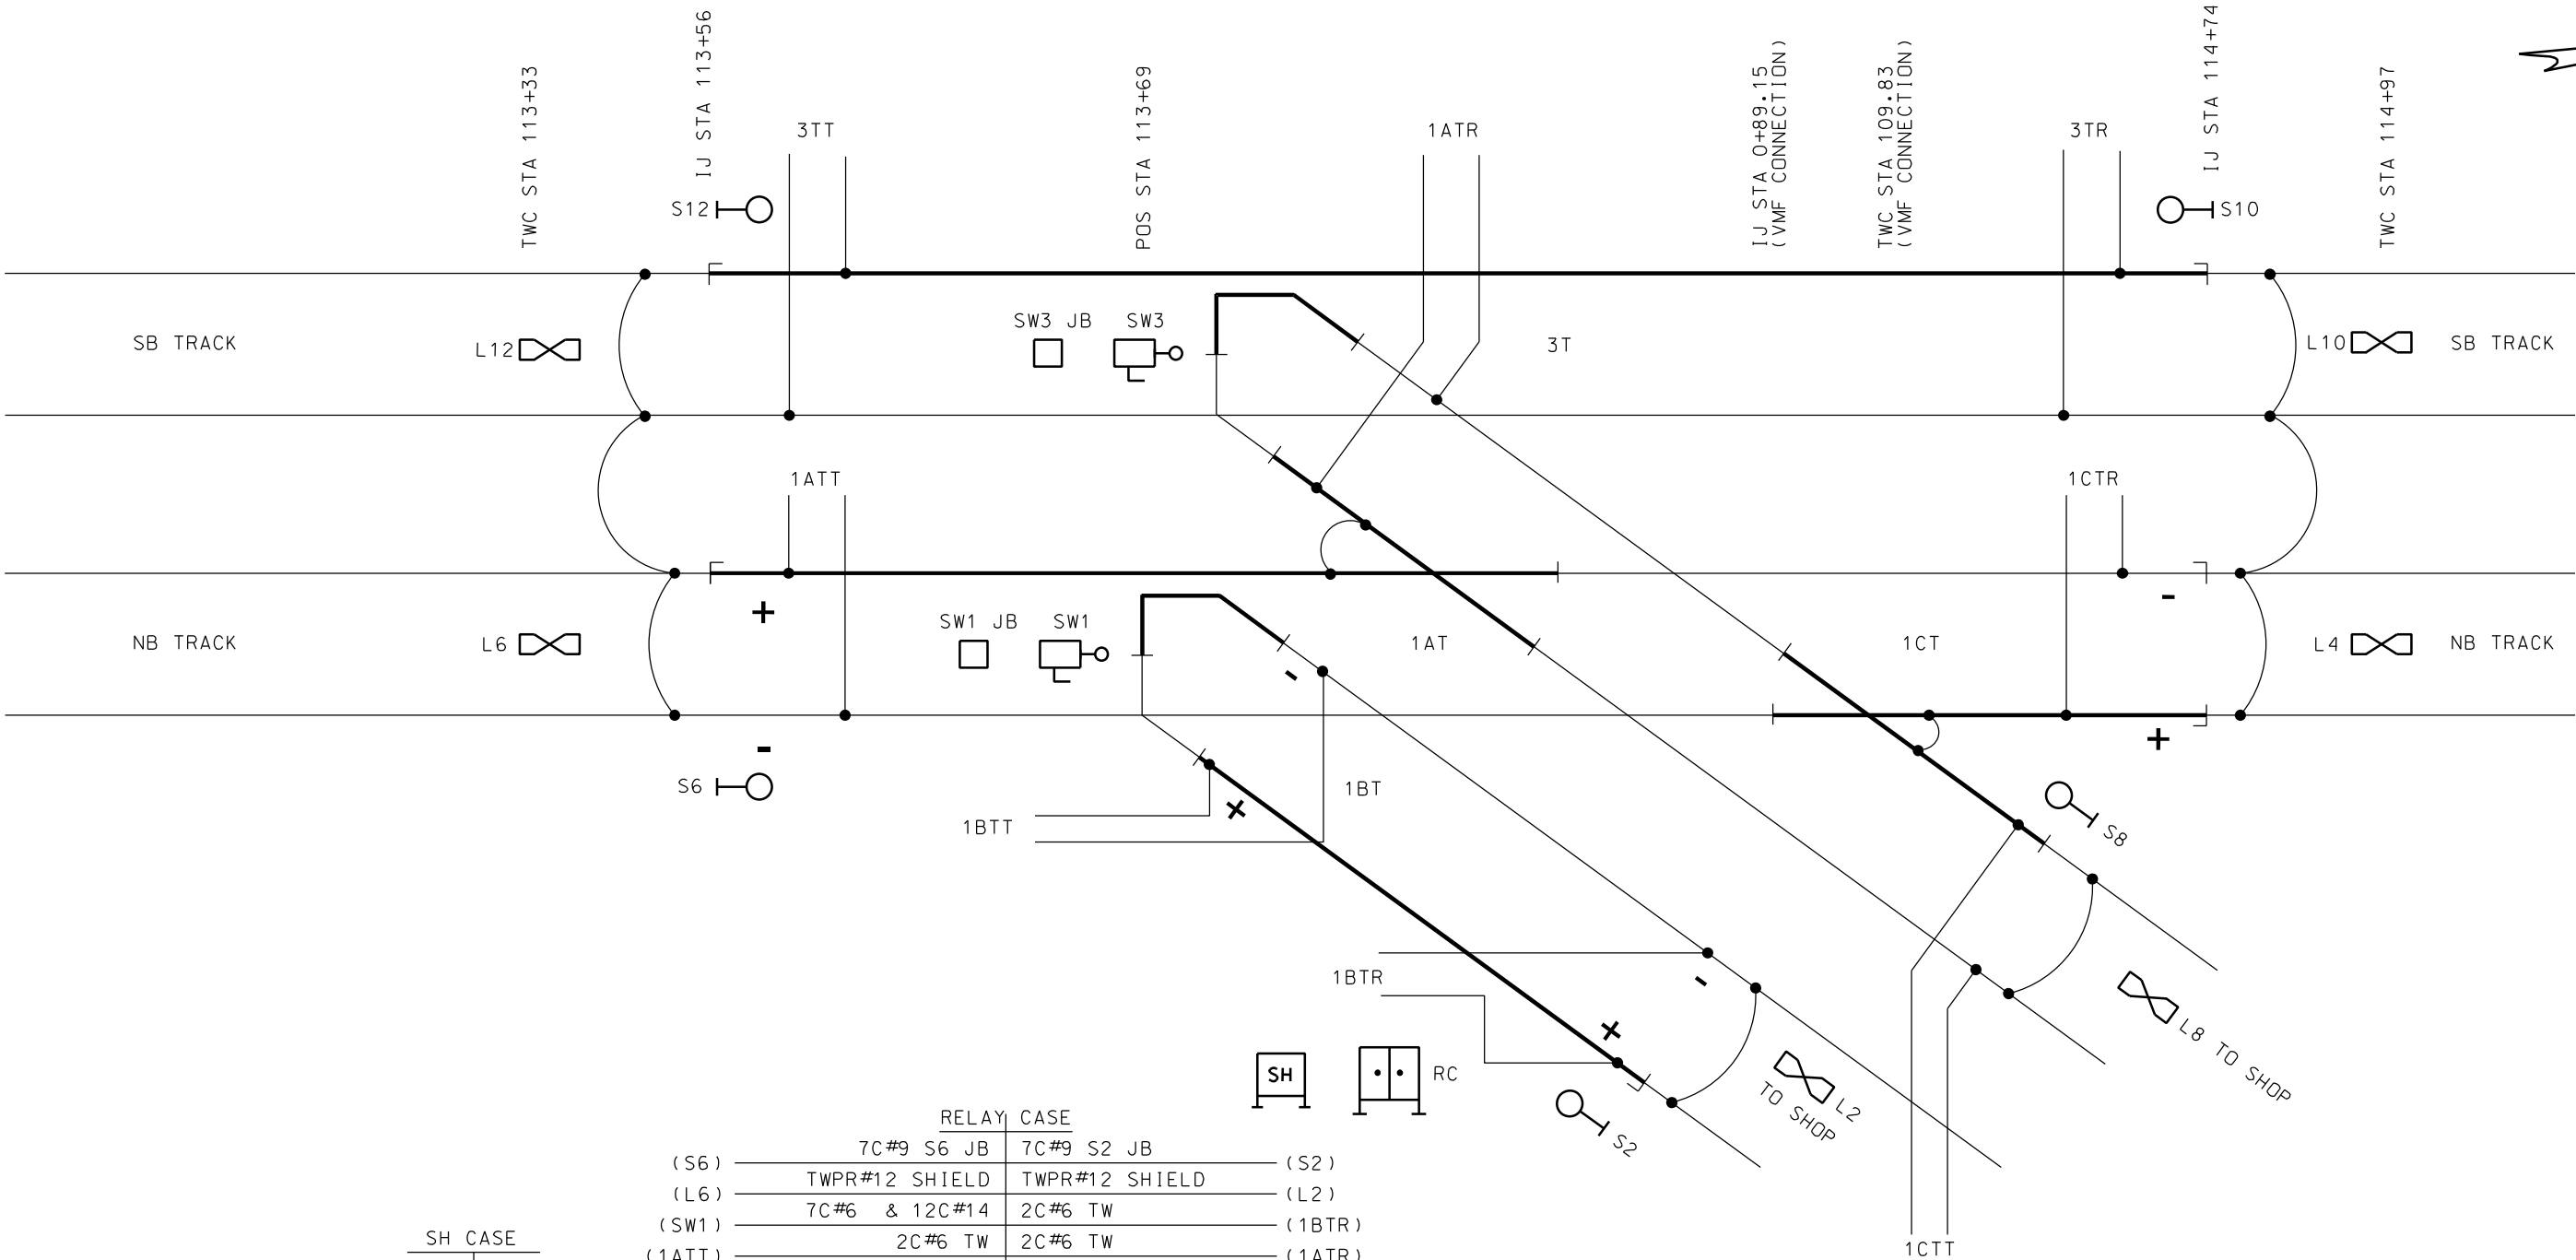 TWC STA 113+33
IJ STA 113+56
POS STA 113+69
IJ STA 0+89.15
(VMF CONNECTION)
TWC STA 109.83
(VMF CONNECTION)
IJ STA 114+74
TWC STA 114+97
3TT
1ATR
3TR
S12
S10
SB TRACK
L12
SW3 JB
SW3
3T
L10
SB TRACK
1ATT
1CTR
+
-
NB TRACK
L6
SW1 JB
SW1
-
1AT
1CT
L4
NB TRACK
-
+
S6
+
1BT
1BTT
S8
1BTR
-
+
L8 TO SHOP
SH
RC
L2
TO SHOP
S2
RELAY CASE
7C#9 S6 JB 7C#9 S2 JB
(S6) (S2)
TWPR#12 SHIELD TWPR#12 SHIELD
(L6) (L2)
7C#6 & 12C#14 2C#6 TW
(SW1) (1BTR)
2C#6 TW 2C#6 TW
(1ATT) (1ATR)
SH CASE
1CTT